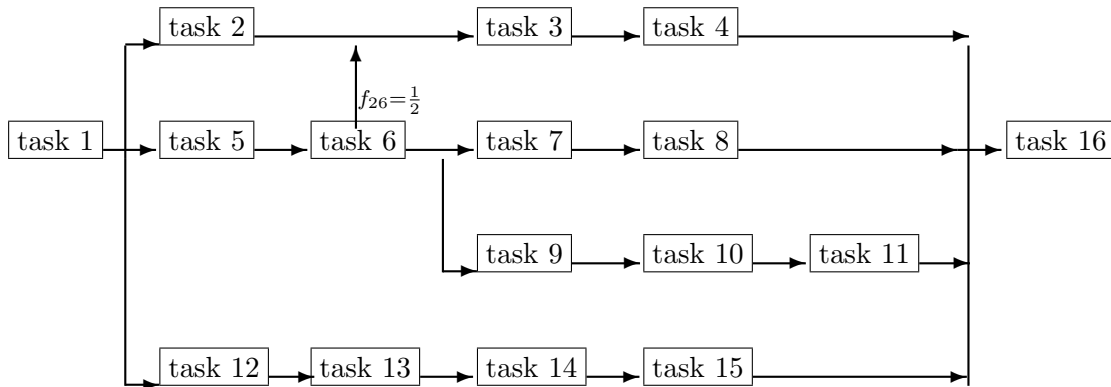 task 2 task 3 task 4
f₂₆=½
task 1 task 5 task 6 task 7 task 8 task 16
task 9 task 10 task 11
task 12 task 13 task 14 task 15